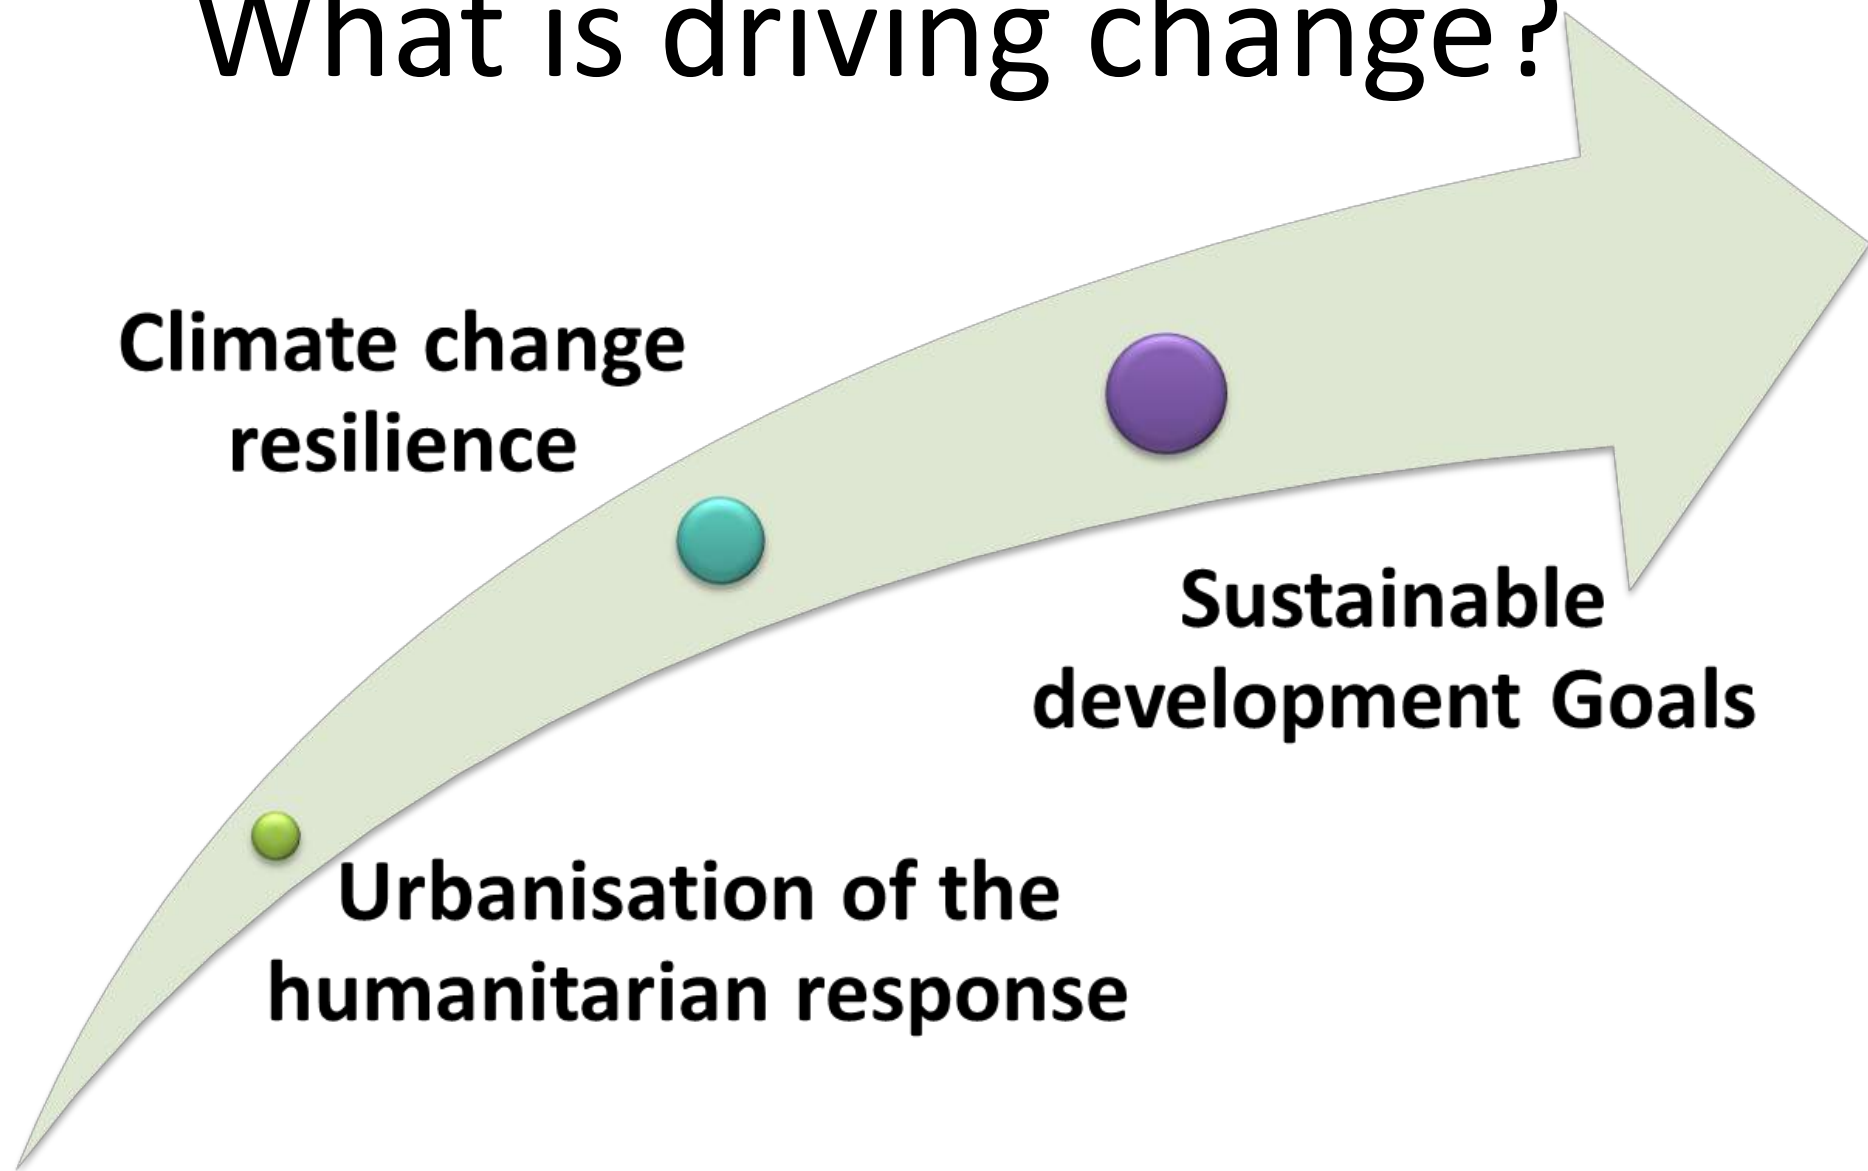 What is driving change?
Climate change
resilience
Sustainable
development Goals
Urbanisation of the
humanitarian response